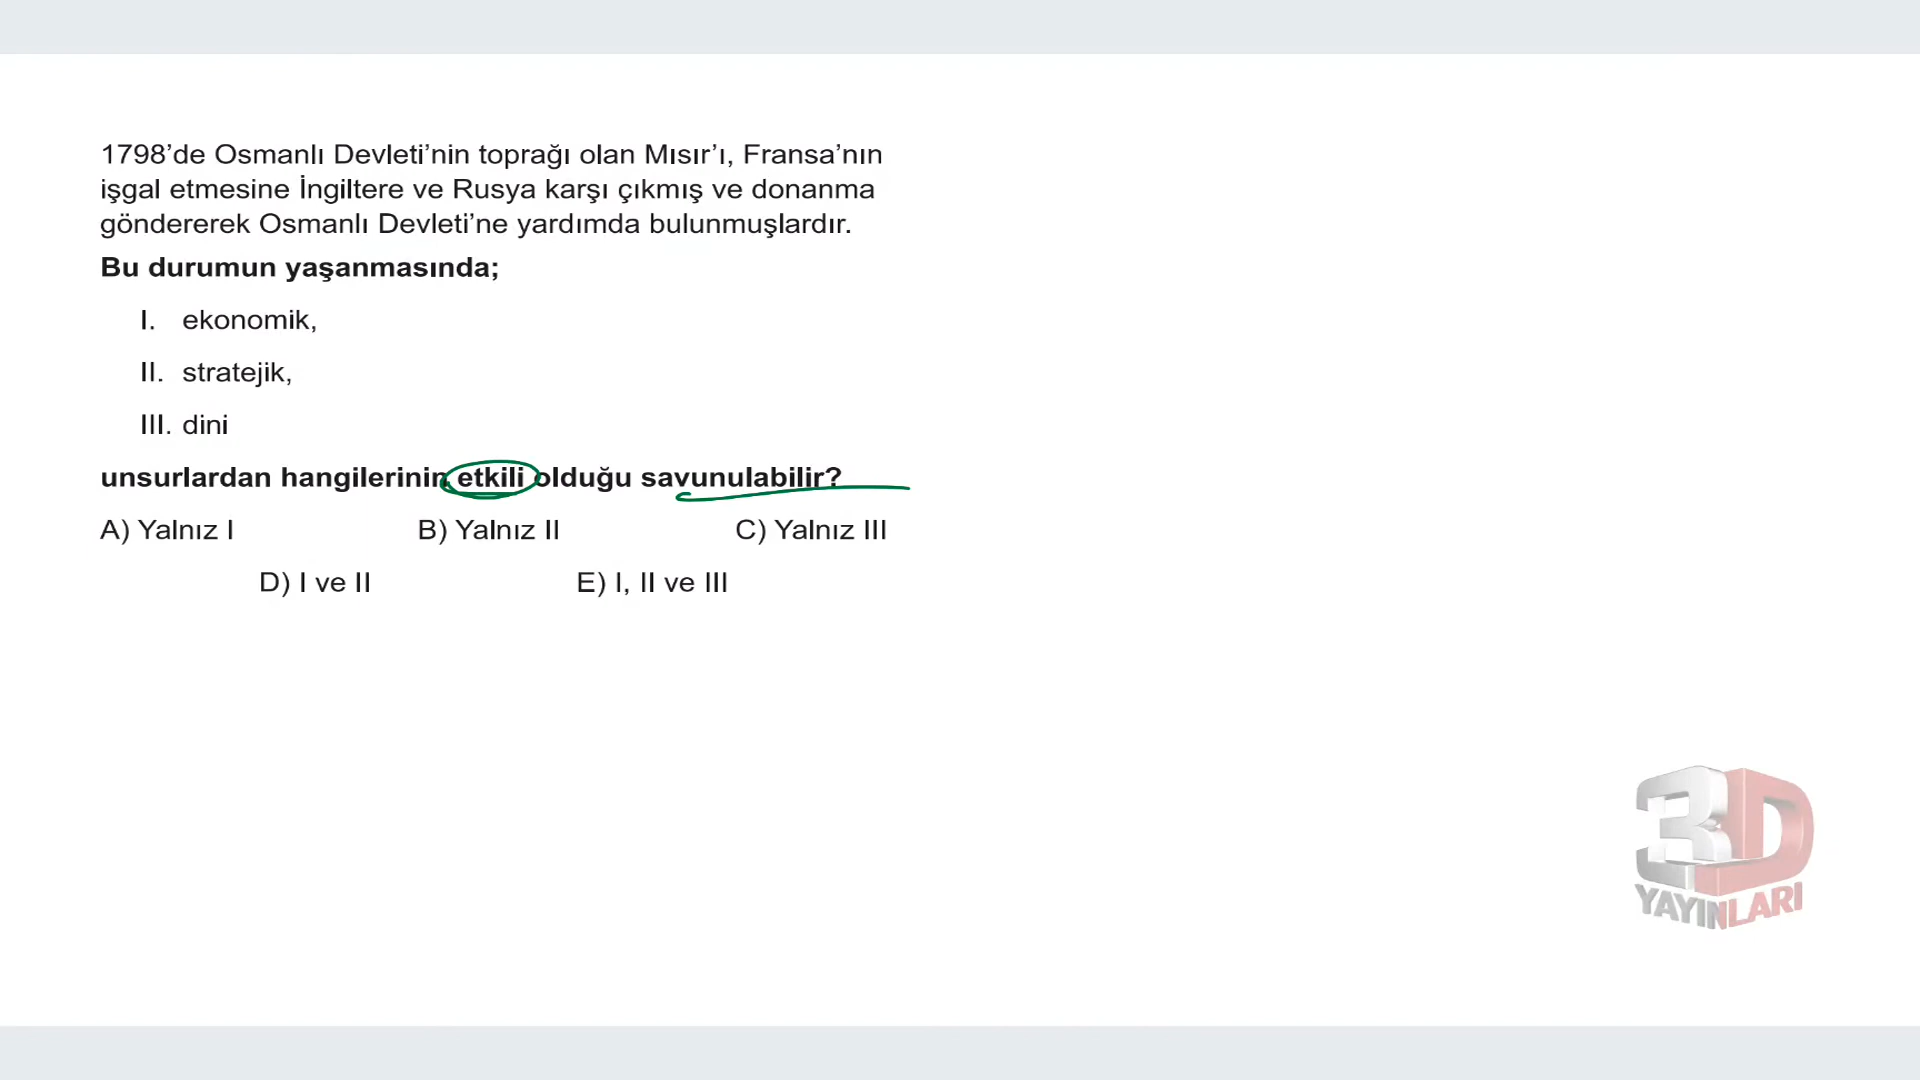 1798’de Osmanlı Devleti’nin toprağı olan Mısır’ı, Fransa’nın
işgal etmesine İngiltere ve Rusya karşı çıkmış ve donanma
göndererek Osmanlı Devleti’ne yardımda bulunmuşlardır.
Bu durumun yaşanmasında;
I. ekonomik,
II. stratejik,
III. dini
unsurlardan hangilerinin etkili olduğu savunulabilir?
A) Yalnız I B) Yalnız II C) Yalnız III
D) I ve II E) I, II ve III
3D
YAYINLARI